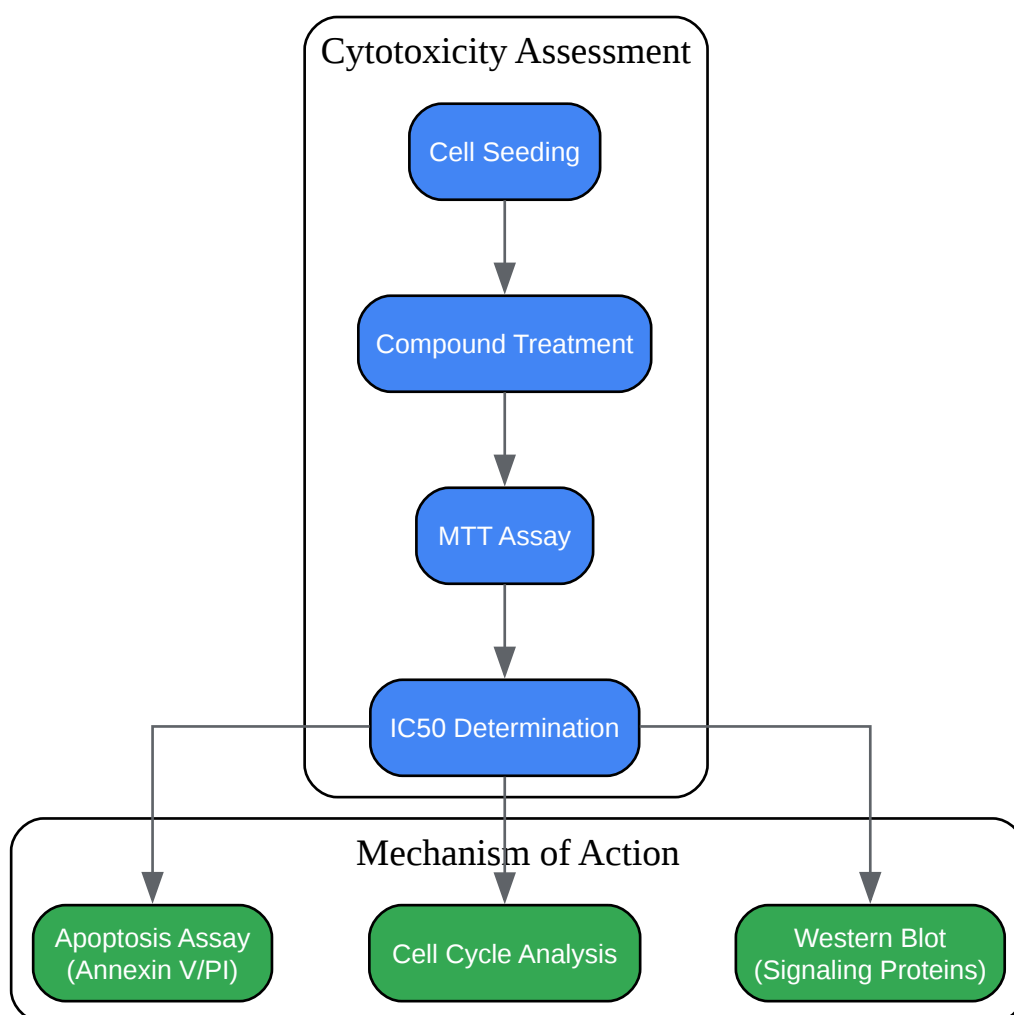 Cytotoxicity Assessment
Cell Seeding
Compound Treatment
MTT Assay
IC50 Determination
Mechanism of Action
Apoptosis Assay
(Annexin V/PI)
Cell Cycle Analysis
Western Blot
(Signaling Proteins)